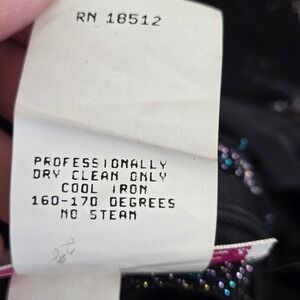 RN 18512
PROFESSIONALLY
DRY CLEAN ONLY
COOL IRON
160-170 DEGREES
NO STEAM